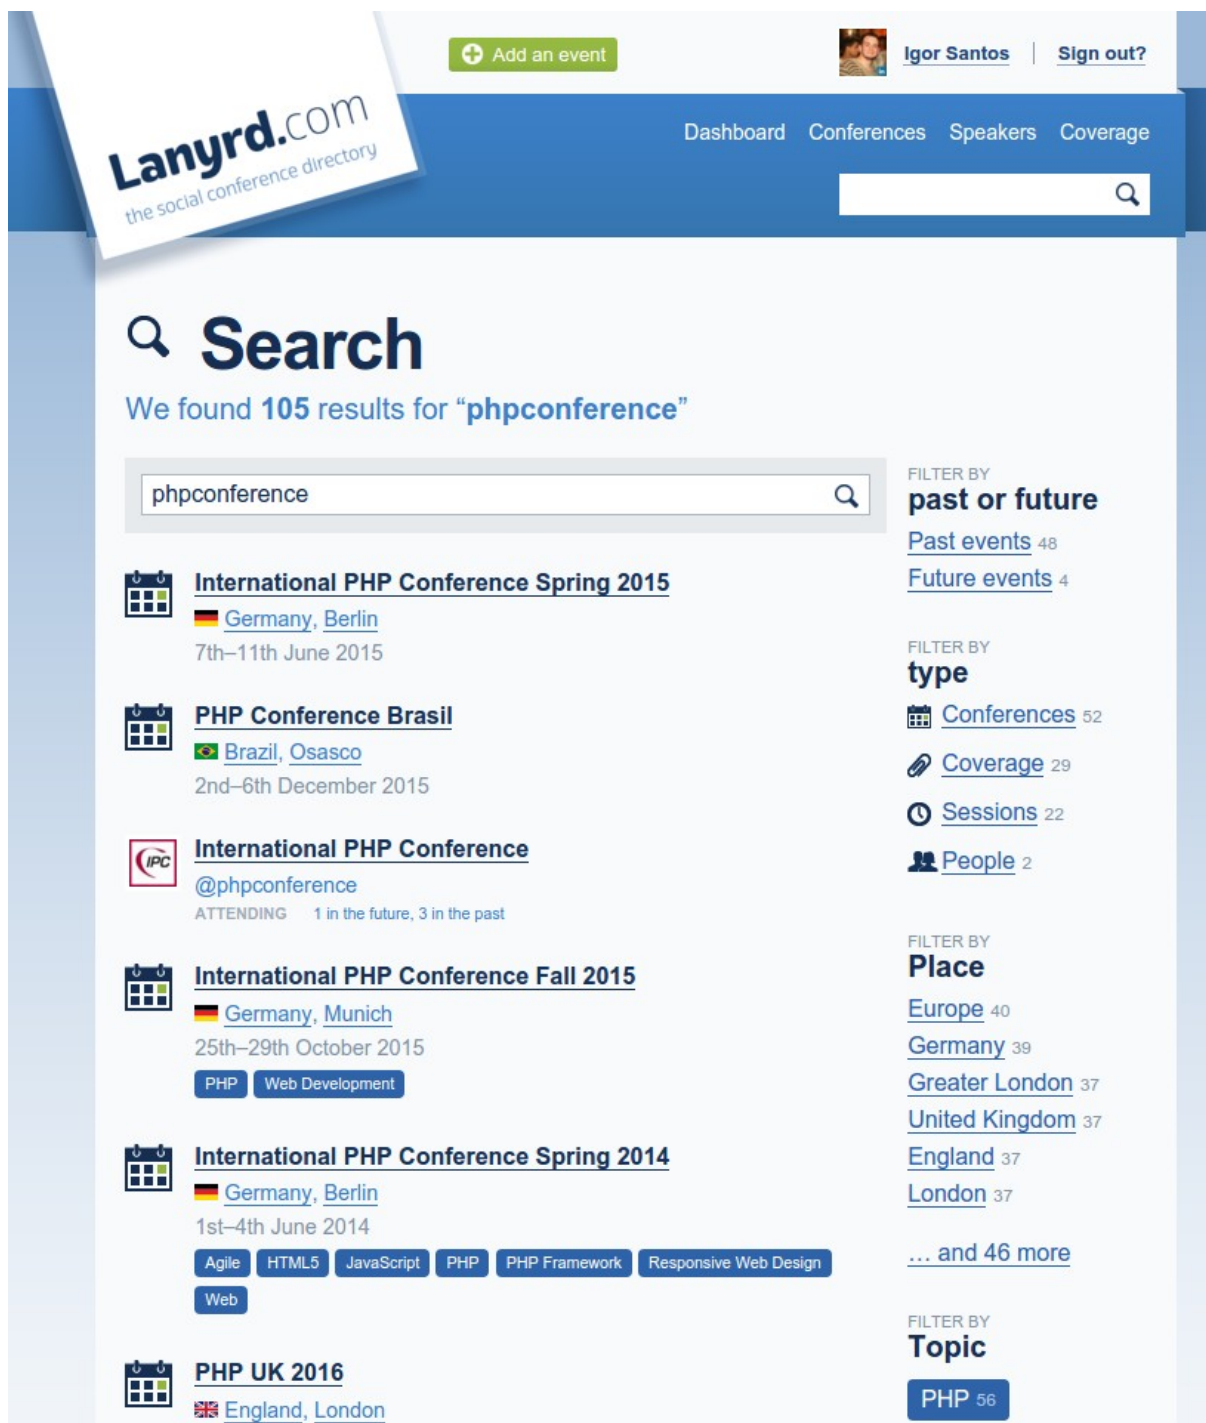 Add an event
Igor Santos
Sign out?
Lanyrd.com
the social conference directory
Dashboard Conferences Speakers Coverage
Search
We found 105 results for “phpconference”
phpconference
International PHP Conference Spring 2015
Germany, Berlin
7th–11th June 2015
PHP Conference Brasil
Brazil, Osasco
2nd–6th December 2015
IPC
International PHP Conference
@phpconference
ATTENDING 1 in the future, 3 in the past
International PHP Conference Fall 2015
Germany, Munich
25th–29th October 2015
PHP Web Development
International PHP Conference Spring 2014
Germany, Berlin
1st–4th June 2014
Agile HTML5 JavaScript PHP PHP Framework Responsive Web Design
Web
PHP UK 2016
England, London
FILTER BY
past or future
Past events 48
Future events 4
FILTER BY
type
Conferences 52
Coverage 29
Sessions 22
People 2
FILTER BY
Place
Europe 40
Germany 39
Greater London 37
United Kingdom 37
England 37
London 37
… and 46 more
FILTER BY
Topic
PHP 56